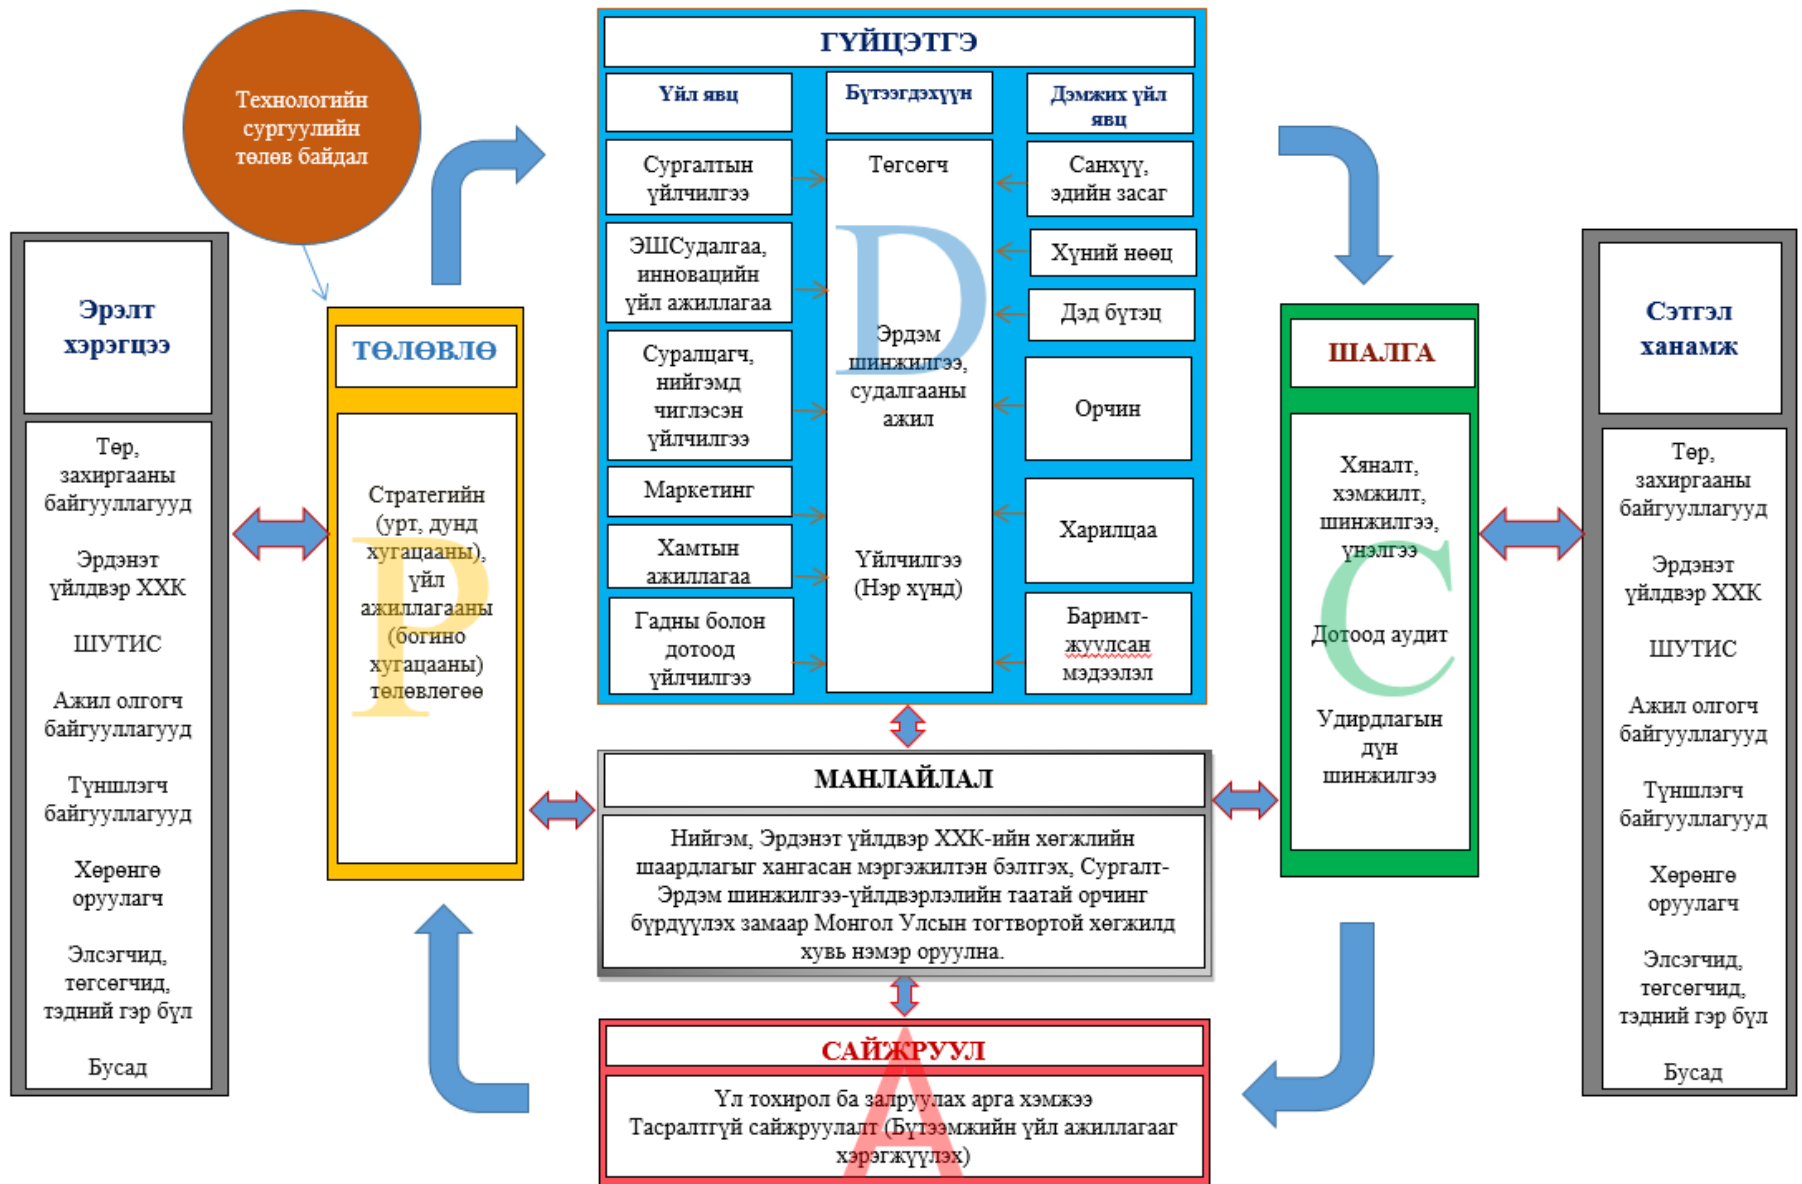 Технологийн
сургуулийн
төлөв байдал
Эрэлт
хэрэгцээ
Төр,
захиргааны
байгууллагууд
Эрдэнэт
үйлдвэр ХХК
ШУТИС
Ажил олгогч
байгууллагууд
Түншлэгч
байгууллагууд
Хөрөнгө
оруулагч
Элсэгчид,
төгсөгчид,
тэдний гэр бүл
Бусад
ТӨЛӨВЛӨ
Стратегийн
(урт, дунд
хугацааны),
үйл
ажиллагааны
(богино
хугацааны)
төлөвлөгөө
P
ГҮЙЦЭТГЭ
Үйл явц
Сургалтын
үйлчилгээ
ЭШСудалгаа,
инновацийн
үйл ажиллагаа
Суралцагч,
нийгэмд
чиглэсэн
үйлчилгээ
Маркетинг
Хамтын
ажиллагаа
Гадны болон
дотоод
үйлчилгээ
Бүтээгдэхүүн
Төгсөгч
D
Эрдэм
шинжилгээ,
судалгааны
ажил
Үйлчилгээ
(Нэр хүнд)
Дэмжих үйл
явц
Санхүү,
эдийн засаг
Хүний нөөц
Дэд бүтэц
Орчин
Харилцаа
Баримт-
жуулсан
мэдээлэл
МАНЛАЙЛАЛ
Нийгэм, Эрдэнэт үйлдвэр ХХК-ийн хөгжлийн
шаардлагыг хангасан мэргэжилтэн бэлтгэх, Сургалт-
Эрдэм шинжилгээ-үйлдвэрлэлийн таатай орчинг
бүрдүүлэх замаар Монгол Улсын тогтвортой хөгжилд
хувь нэмэр оруулна.
САЙЖРУУЛ
Үл тохирол ба залруулах арга хэмжээ
Тасралтгүй сайжруулалт (Бүтээмжийн үйл ажиллагааг
хэрэгжүүлэх)
A
ШАЛГА
Хяналт,
хэмжилт,
шинжилгээ,
үнэлгээ
Дотоод аудит
Удирдлагын
дүн
шинжилгээ
C
Сэтгэл
ханамж
Төр,
захиргааны
байгууллагууд
Эрдэнэт
үйлдвэр ХХК
ШУТИС
Ажил олгогч
байгууллагууд
Түншлэгч
байгууллагууд
Хөрөнгө
оруулагч
Элсэгчид,
төгсөгчид,
тэдний гэр бүл
Бусад